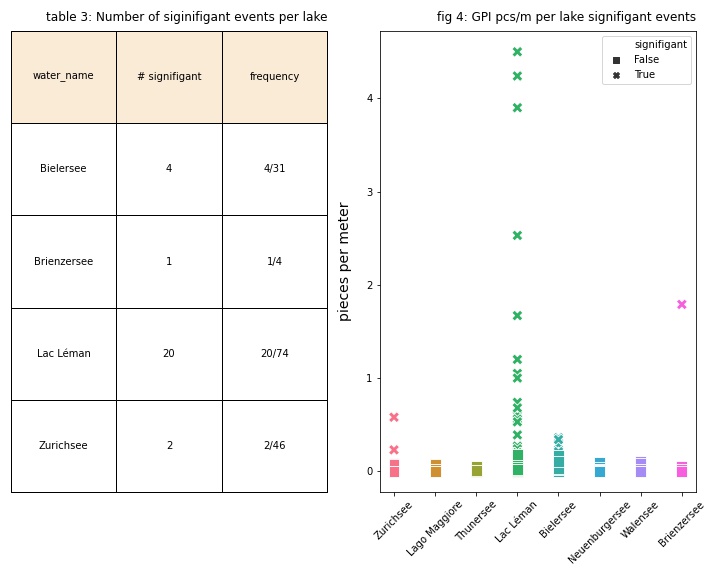 table 3: Number of siginifigant events per lake
water_name # signifigant frequency
Bielersee 4 4/31
Brienzersee 1 1/4
Lac Léman 20 20/74
Zurichsee 2 2/46
fig 4: GPI pcs/m per lake signifigant events
signifigant
False
True
pieces per meter
4
3
2
1
0
Zurichsee
Lago Maggiore
Thunersee
Lac Léman
Bielersee
Neuenburgersee
Walensee
Brienzersee